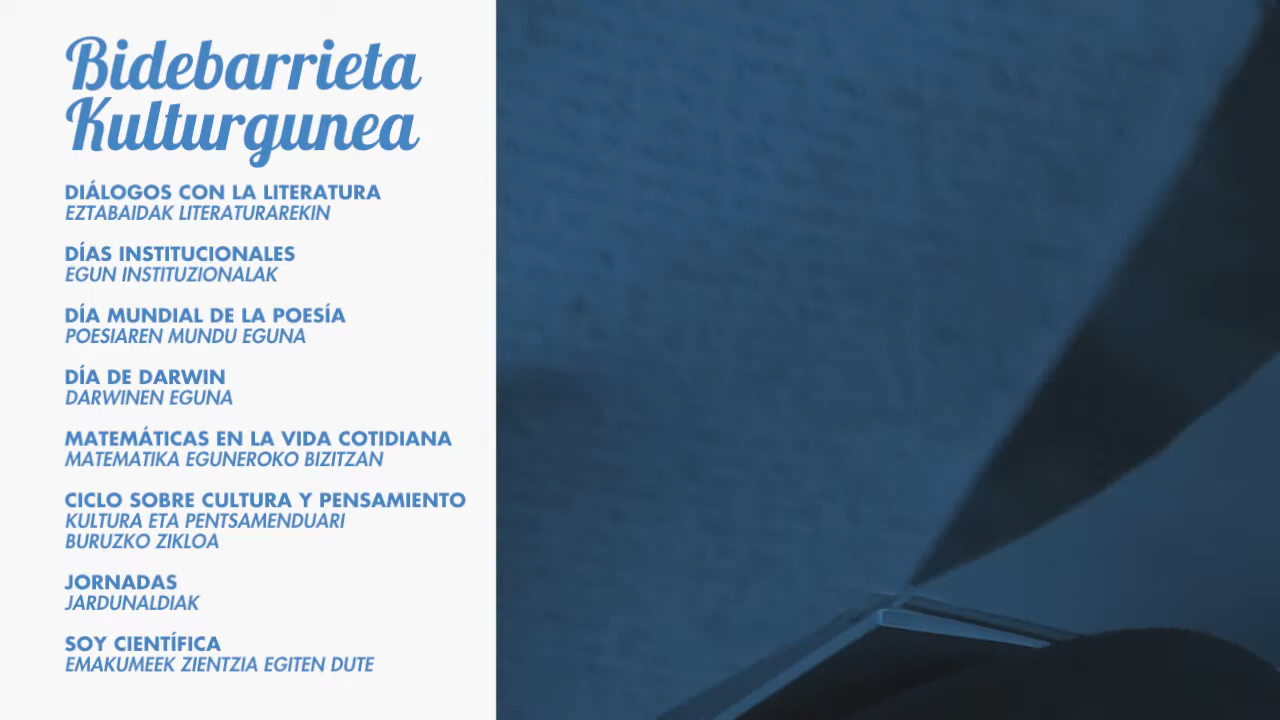 Bidebarrieta
Kulturgunea
DIÁLOGOS CON LA LITERATURA
EZTABAIDAK LITERATURAREKIN
DÍAS INSTITUCIONALES
EGUN INSTITUZIONALAK
DÍA MUNDIAL DE LA POESÍA
POESIAREN MUNDU EGUNA
DÍA DE DARWIN
DARWINEN EGUNA
MATEMÁTICAS EN LA VIDA COTIDIANA
MATEMATIKA EGUNEROKO BIZITZAN
CICLO SOBRE CULTURA Y PENSAMIENTO
KULTURA ETA PENTSAMENDUARI
BURUZKO ZIKLOA
JORNADAS
JARDUNALDIAK
SOY CIENTÍFICA
EMAKUMEEK ZIENTZIA EGITEN DUTE